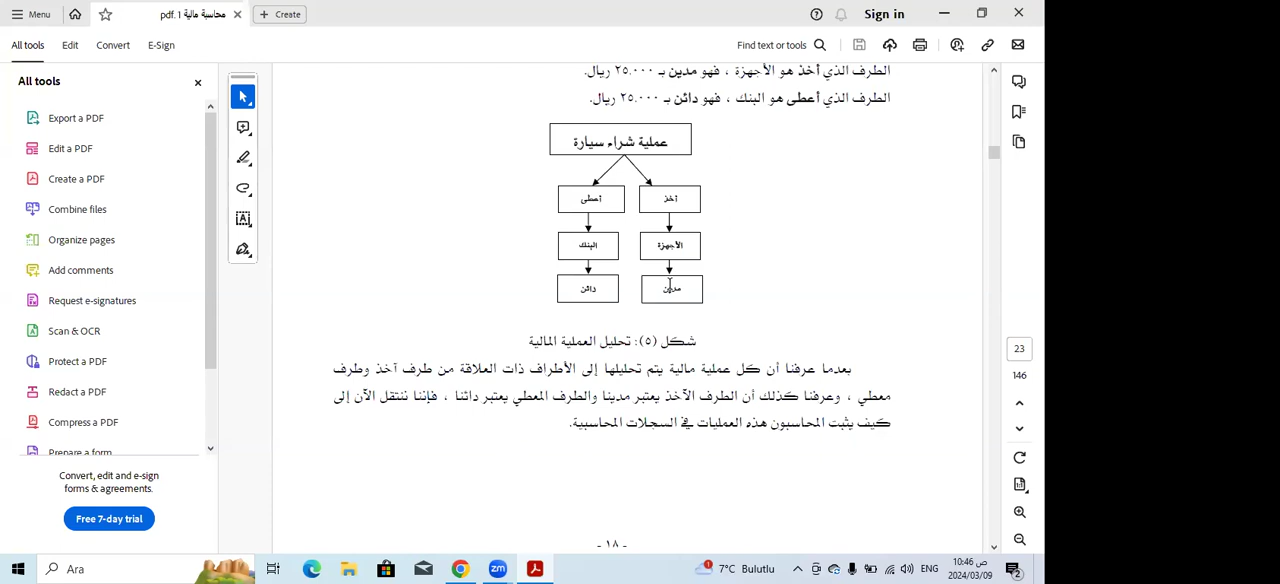 Menu
محاسبة مالية 1.pdf
Create
Sign in
All tools
Edit
Convert
E-Sign
Find text or tools
All tools
Export a PDF
Edit a PDF
Create a PDF
Combine files
Organize pages
Add comments
Request e-signatures
Scan & OCR
Protect a PDF
Redact a PDF
Compress a PDF
Prepare a form
Convert, edit and e-sign
forms & agreements.
Free 7-day trial
الطرف الذي أخذ هو الأجهزة ، فهو مدين بـ ٢٥.٠٠٠ ريال.
الطرف الذي أعطى هو البنك ، فهو دائن بـ ٢٥.٠٠٠ ريال.
عملية شراء سيارة
أخذ
أعطى
الأجهزة
البنك
مدين
دائن
شكل (٥): تحليل العملية المالية
بعدما عرفنا أن كل عملية مالية يتم تحليلها إلى الأطراف ذات العلاقة من طرف آخذ وطرف
معطي ، وعرفنا كذلك أن الطرف الآخذ يعتبر مدينا والطرف المعطي يعتبر دائنا ، فإننا ننتقل الآن إلى
كيف يثبت المحاسبون هذه العمليات في السجلات المحاسبية.
- ١٨ -
23
146
Ara
zm
1
7°C Bulutlu
ENG
10:46 ص
2024/03/09
2